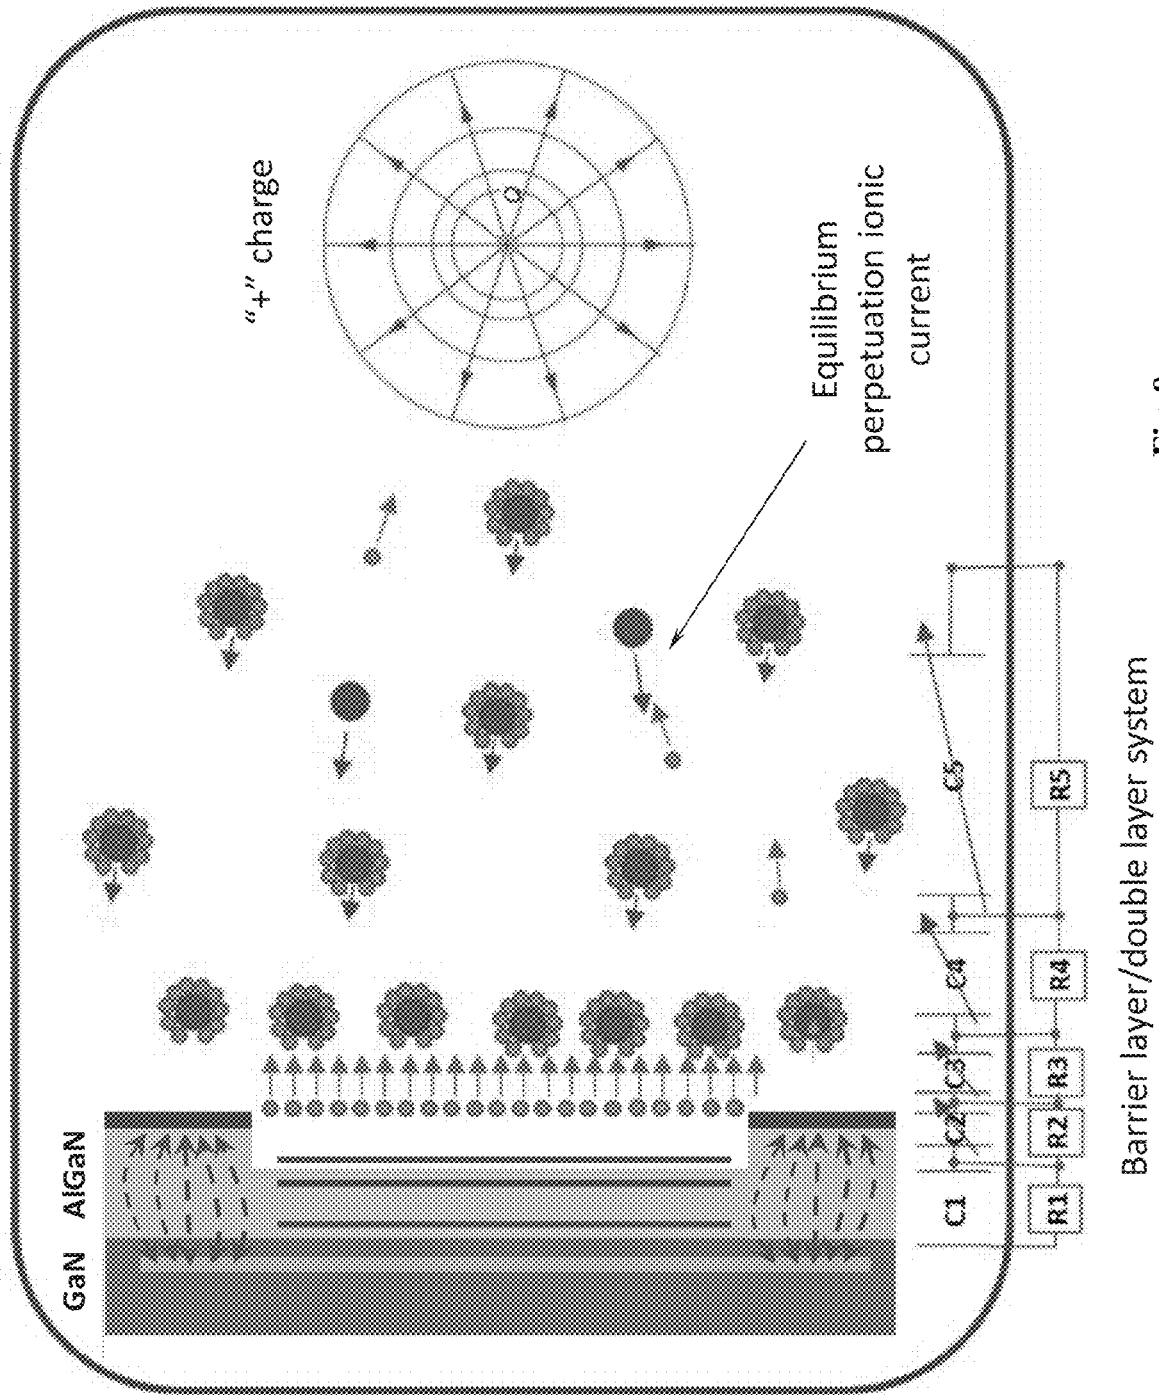 GaN
AlGaN
"+" charge
Q
Equilibrium
perpetuation ionic
current
C1
C2
C3
C4
C5
R1
R2
R3
R4
R5
Barrier layer/double layer system